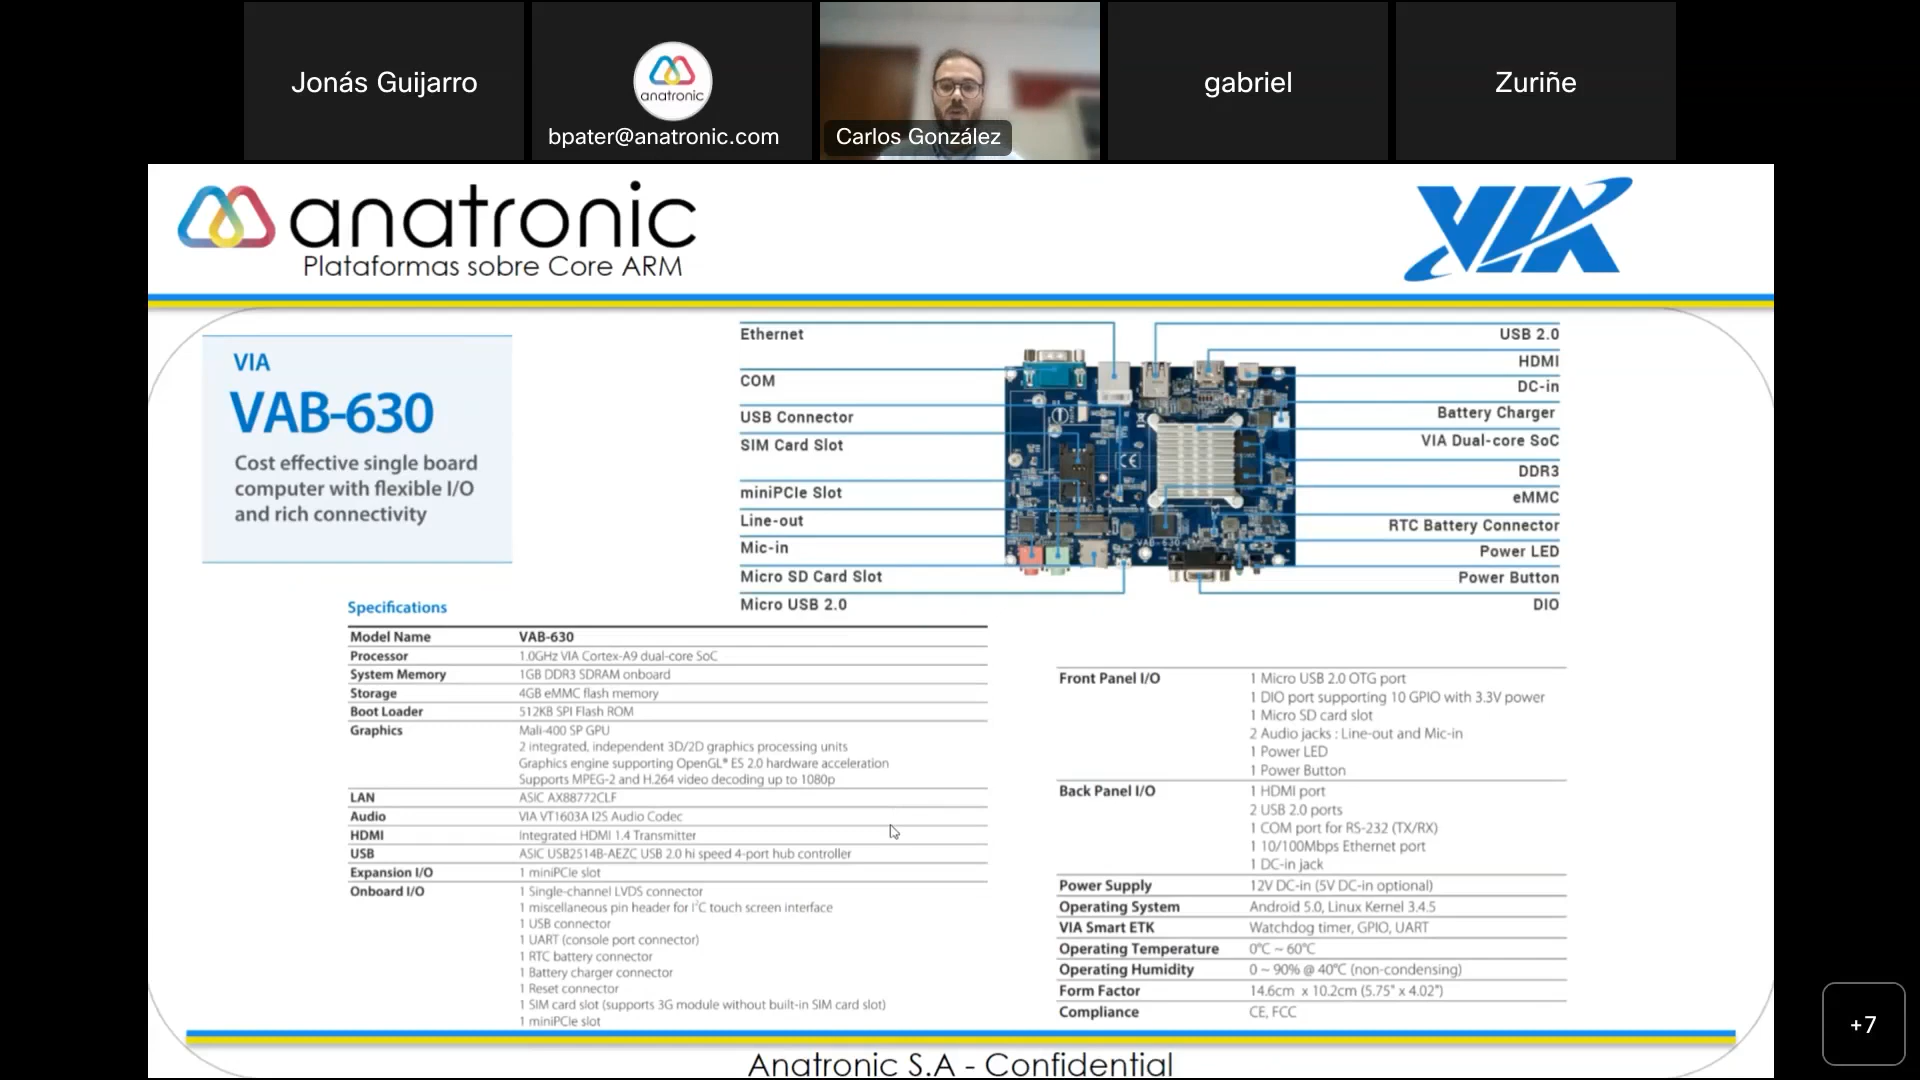 Jonás Guijarro
anatronic
bpater@anatronic.com
Carlos González
gabriel
Zuriñe
anatronic
Plataformas sobre Core ARM
VIA
VIA
VAB-630
Cost effective single board
computer with flexible I/O
and rich connectivity
Ethernet
COM
USB Connector
SIM Card Slot
miniPCIe Slot
Line-out
Mic-in
Micro SD Card Slot
Micro USB 2.0
USB 2.0
HDMI
DC-in
Battery Charger
VIA Dual-core SoC
DDR3
eMMC
RTC Battery Connector
Power LED
Power Button
DIO
CE
VAB-630
Specifications
Model Name VAB-630
Processor 1.0GHz VIA Cortex-A9 dual-core SoC
System Memory 1GB DDR3 SDRAM onboard
Storage 4GB eMMC flash memory
Boot Loader 512KB SPI Flash ROM
Graphics Mali-400 SP GPU
2 integrated, independent 3D/2D graphics processing units
Graphics engine supporting OpenGL® ES 2.0 hardware acceleration
Supports MPEG-2 and H.264 video decoding up to 1080p
LAN ASIC AX88772CLF
Audio VIA VT1603A I2S Audio Codec
HDMI Integrated HDMI 1.4 Transmitter
USB ASIC USB2514B-AEZC USB 2.0 hi speed 4-port hub controller
Expansion I/O 1 miniPCIe slot
Onboard I/O 1 Single-channel LVDS connector
1 miscellaneous pin header for I²C touch screen interface
1 USB connector
1 UART (console port connector)
1 RTC battery connector
1 Battery charger connector
1 Reset connector
1 SIM card slot (supports 3G module without built-in SIM card slot)
1 miniPCIe slot
Front Panel I/O 1 Micro USB 2.0 OTG port
1 DIO port supporting 10 GPIO with 3.3V power
1 Micro SD card slot
2 Audio jacks : Line-out and Mic-in
1 Power LED
1 Power Button
Back Panel I/O 1 HDMI port
2 USB 2.0 ports
1 COM port for RS-232 (TX/RX)
1 10/100Mbps Ethernet port
1 DC-in jack
Power Supply 12V DC-in (5V DC-in optional)
Operating System Android 5.0, Linux Kernel 3.4.5
VIA Smart ETK Watchdog timer, GPIO, UART
Operating Temperature 0°C ~ 60°C
Operating Humidity 0 ~ 90% @ 40°C (non-condensing)
Form Factor 14.6cm x 10.2cm (5.75" x 4.02")
Compliance CE, FCC
+7
Anatronic S.A - Confidential